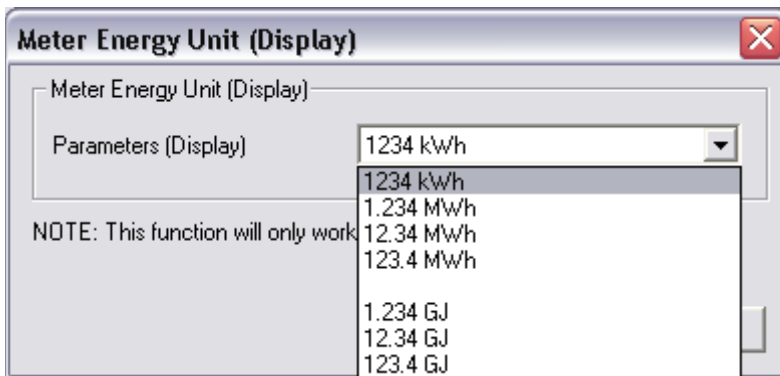 Meter Energy Unit (Display)
Meter Energy Unit (Display)
Parameters (Display)
1234 kWh
1234 kWh
1.234 MWh
NOTE: This function will only work
12.34 MWh
123.4 MWh
1.234 GJ
12.34 GJ
123.4 GJ